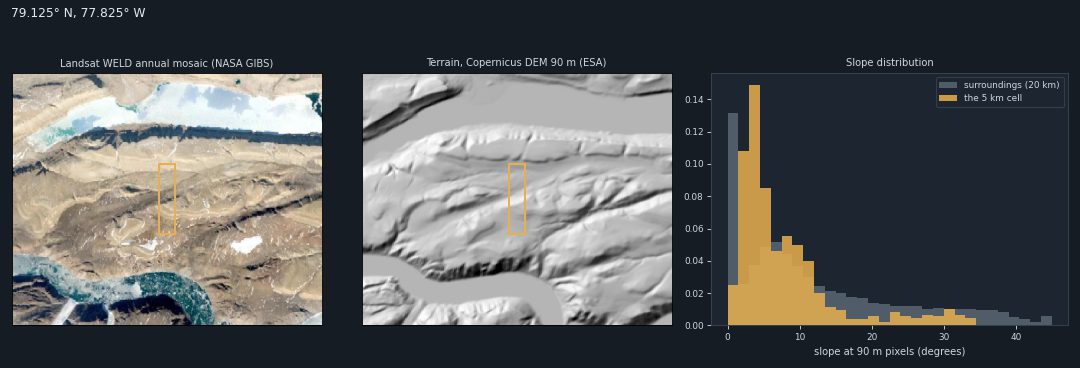 79.125° N, 77.825° W
Landsat WELD annual mosaic (NASA GIBS)
Terrain, Copernicus DEM 90 m (ESA)
Slope distribution
surroundings (20 km)
the 5 km cell
0.14
0.12
0.10
0.08
0.06
0.04
0.02
0.00
0 10 20 30 40
slope at 90 m pixels (degrees)